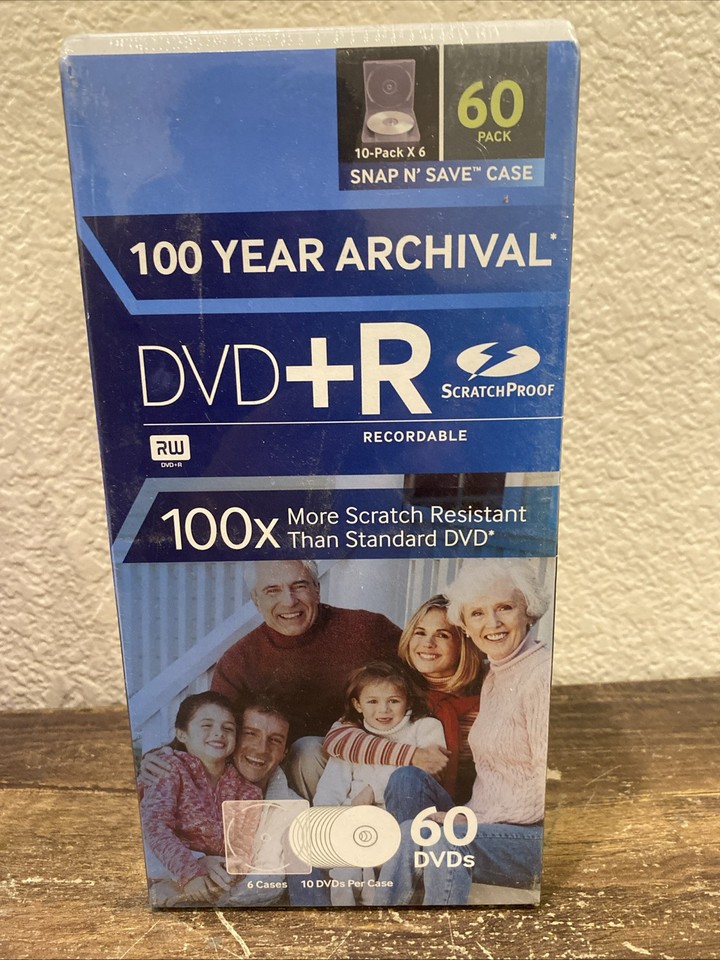 60
PACK
10-Pack X 6
SNAP N' SAVE™ CASE
100 YEAR ARCHIVAL*
DVD+R
SCRATCHPROOF
RECORDABLE
RW
DVD+R
100x More Scratch Resistant
Than Standard DVD*
60
DVDs
6 Cases 10 DVDs Per Case